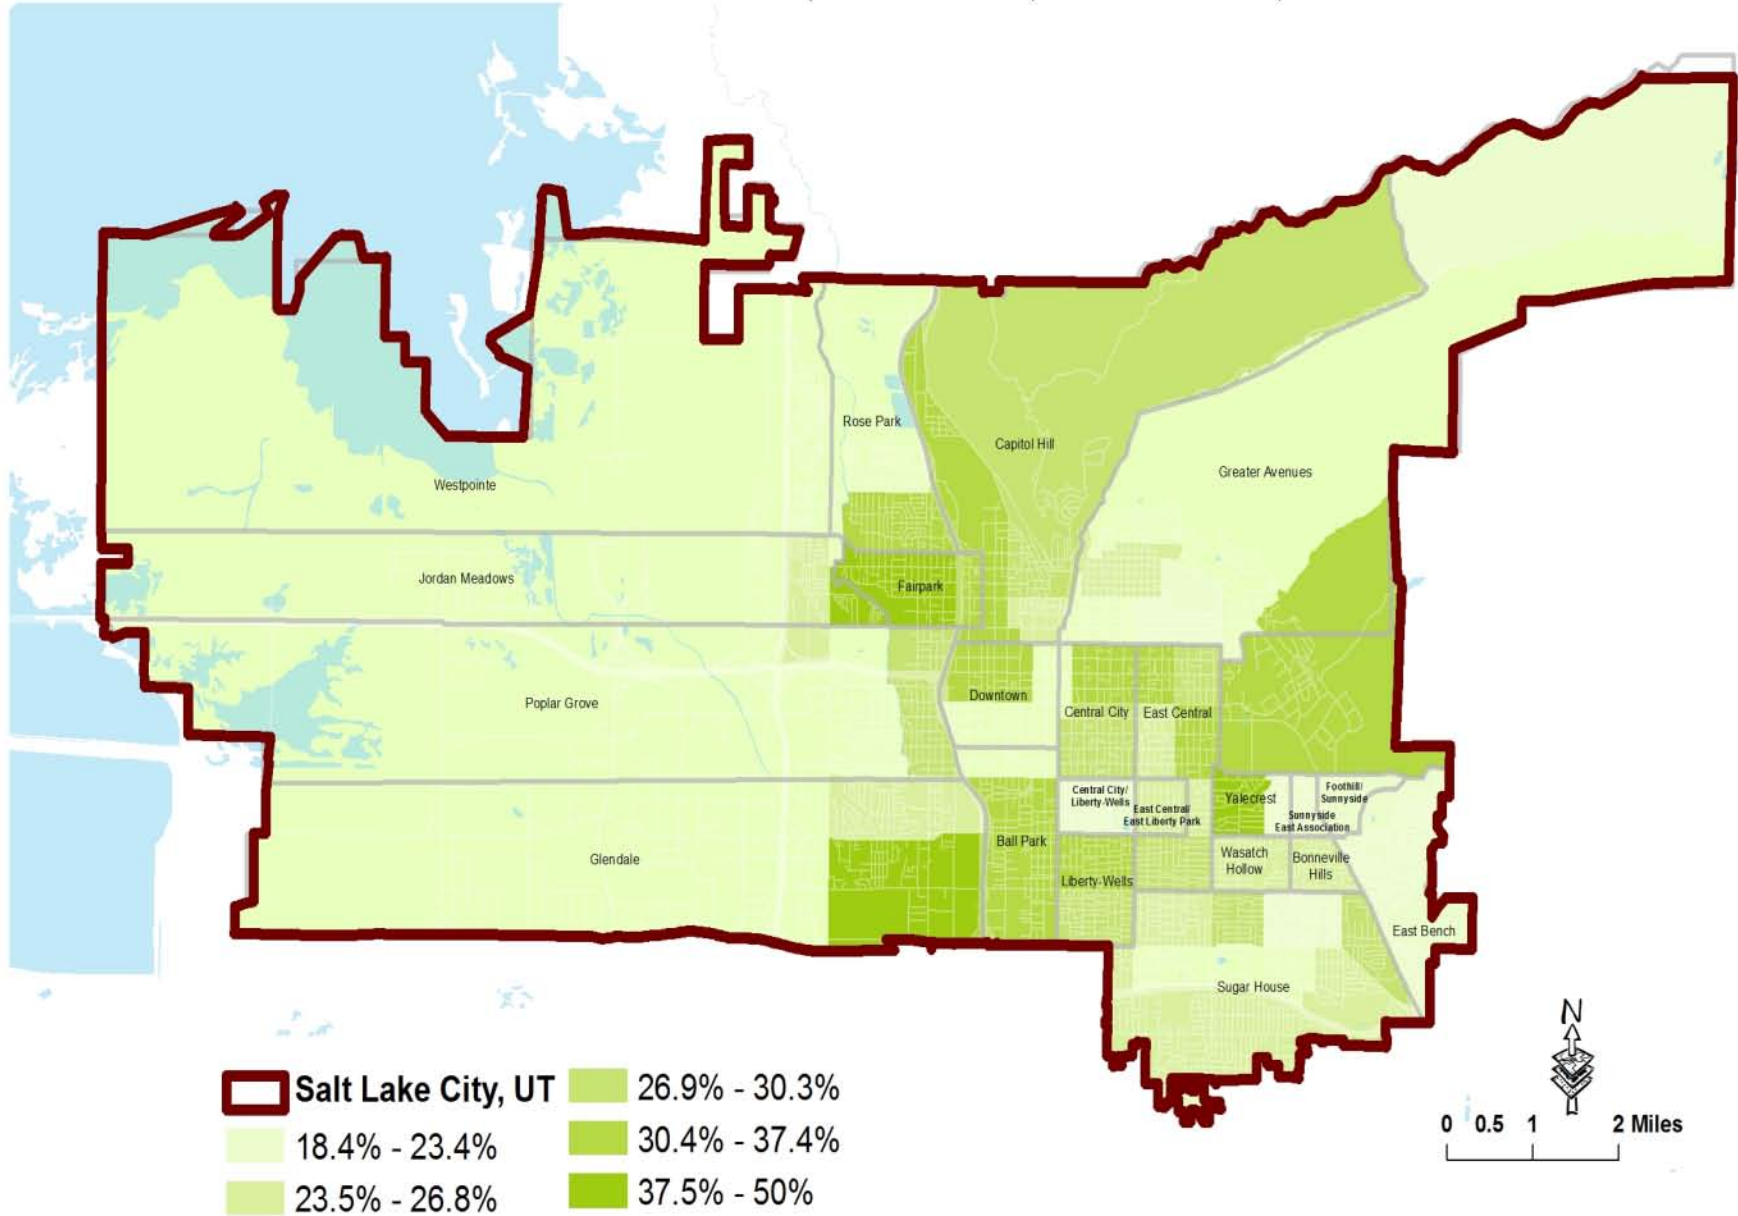 Rose Park
Capitol Hill
Greater Avenues
Westpointe
Jordan Meadows
Fairpark
Poplar Grove
Downtown
Central City
East Central
Central City/
Liberty-Wells
East Central/
East Liberty Park
Yalecrest
Foothill/
Sunnyside
Sunnyside
East Association
Ball Park
Glendale
Liberty-Wells
Wasatch
Hollow
Bonneville
Hills
East Bench
Sugar House
N
Salt Lake City, UT
18.4% - 23.4%
23.5% - 26.8%
26.9% - 30.3%
30.4% - 37.4%
37.5% - 50%
0 0.5 1 2 Miles